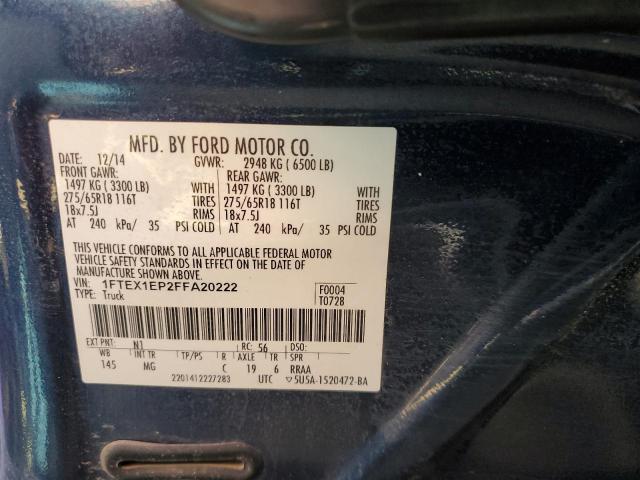 MFD. BY FORD MOTOR CO.
DATE: 12/14 GVWR: 2948 KG ( 6500 LB)
FRONT GAWR: REAR GAWR:
1497 KG ( 3300 LB) WITH 1497 KG ( 3300 LB) WITH
275/65R18 116T TIRES 275/65R18 116T TIRES
18x7.5J RIMS 18x7.5J RIMS
AT 240 kPa/ 35 PSI COLD AT 240 kPa/ 35 PSI COLD
THIS VEHICLE CONFORMS TO ALL APPLICABLE FEDERAL MOTOR
VEHICLE SAFETY STANDARDS IN EFFECT ON THE DATE OF
MANUFACTURE SHOWN ABOVE.
VIN: 1FTEX1EP2FFA20222 F0004
TYPE: Truck T0728
EXT PNT: N1 RC: 56 DSO:
WB INT TR TP/PS R AXLE TR SPR
145 MG C 19 6 RRAA
2201412227283 UTC 5U5A-1520472-BA